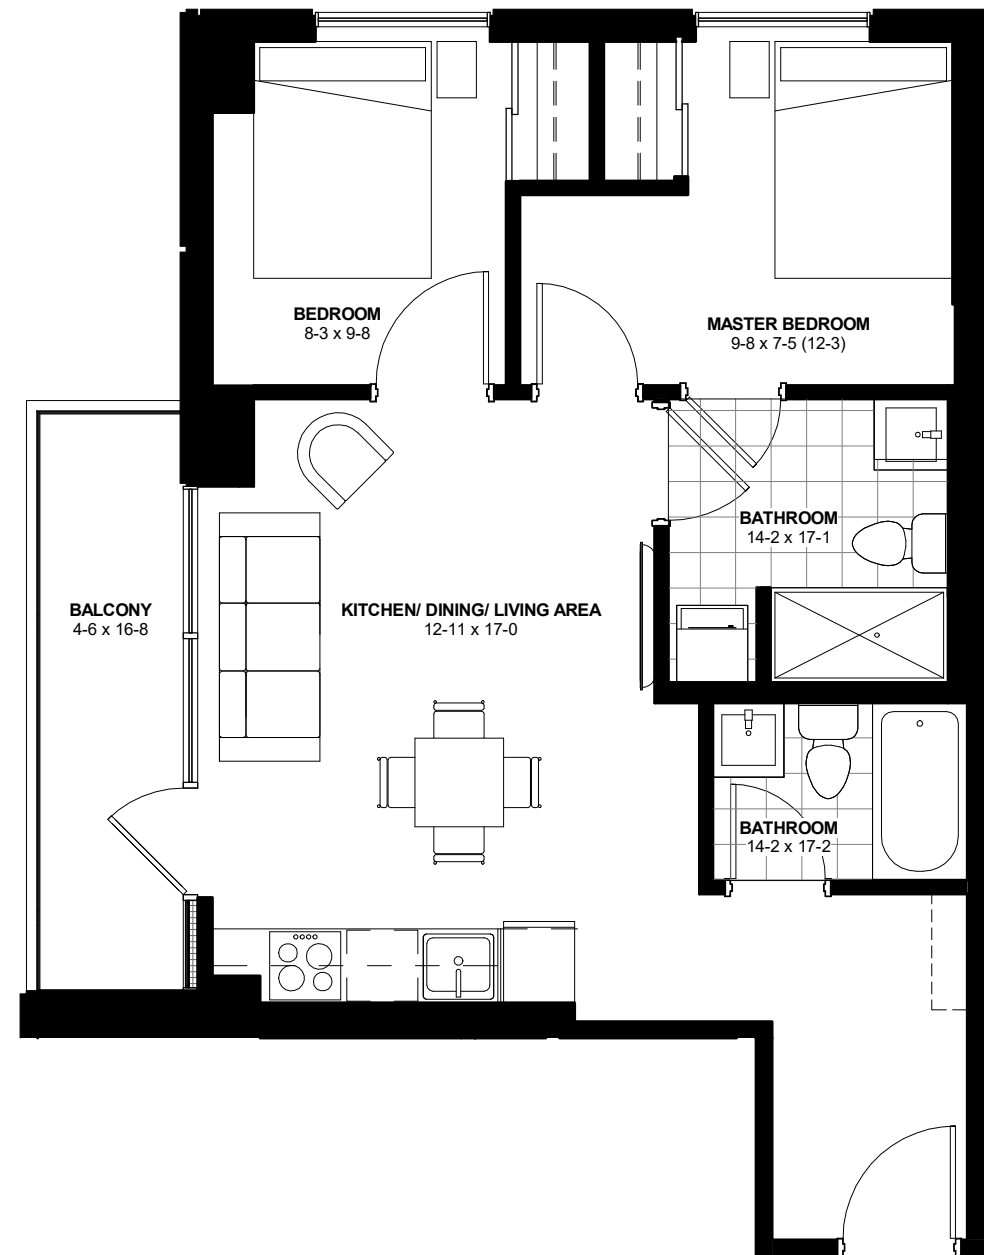 BEDROOM
8-3 x 9-8
MASTER BEDROOM
9-8 x 7-5 (12-3)
BATHROOM
14-2 x 17-1
BALCONY
4-6 x 16-8
KITCHEN/ DINING/ LIVING AREA
12-11 x 17-0
BATHROOM
14-2 x 17-2